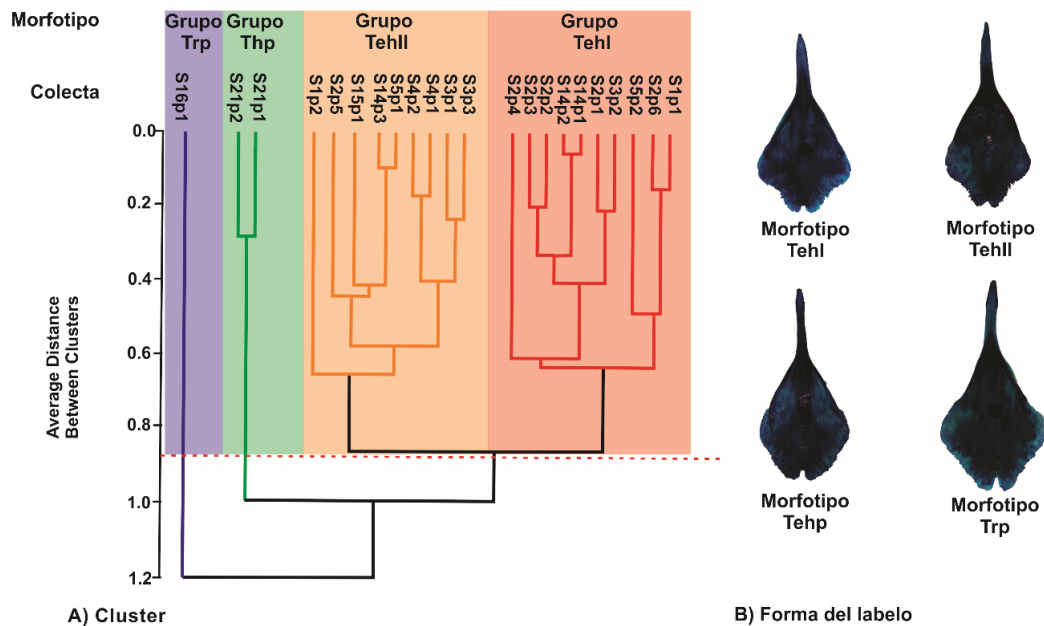 Morfotipo
Grupo
Trp
Grupo
Thp
Grupo
TehII
Grupo
TehI
Colecta
S16p1
S21p2
S21p1
S1p2
S2p5
S15p1
S14p3
S5p1
S4p2
S4p1
S3p1
S3p3
S2p4
S2p3
S2p2
S14p2
S14p1
S2p1
S3p2
S5p2
S2p6
S1p1
0.0
0.2
0.4
0.6
0.8
1.0
1.2
Average Distance
Between Clusters
Morfotipo
TehI
Morfotipo
TehII
Morfotipo
Tehp
Morfotipo
Trp
A) Cluster
B) Forma del labelo